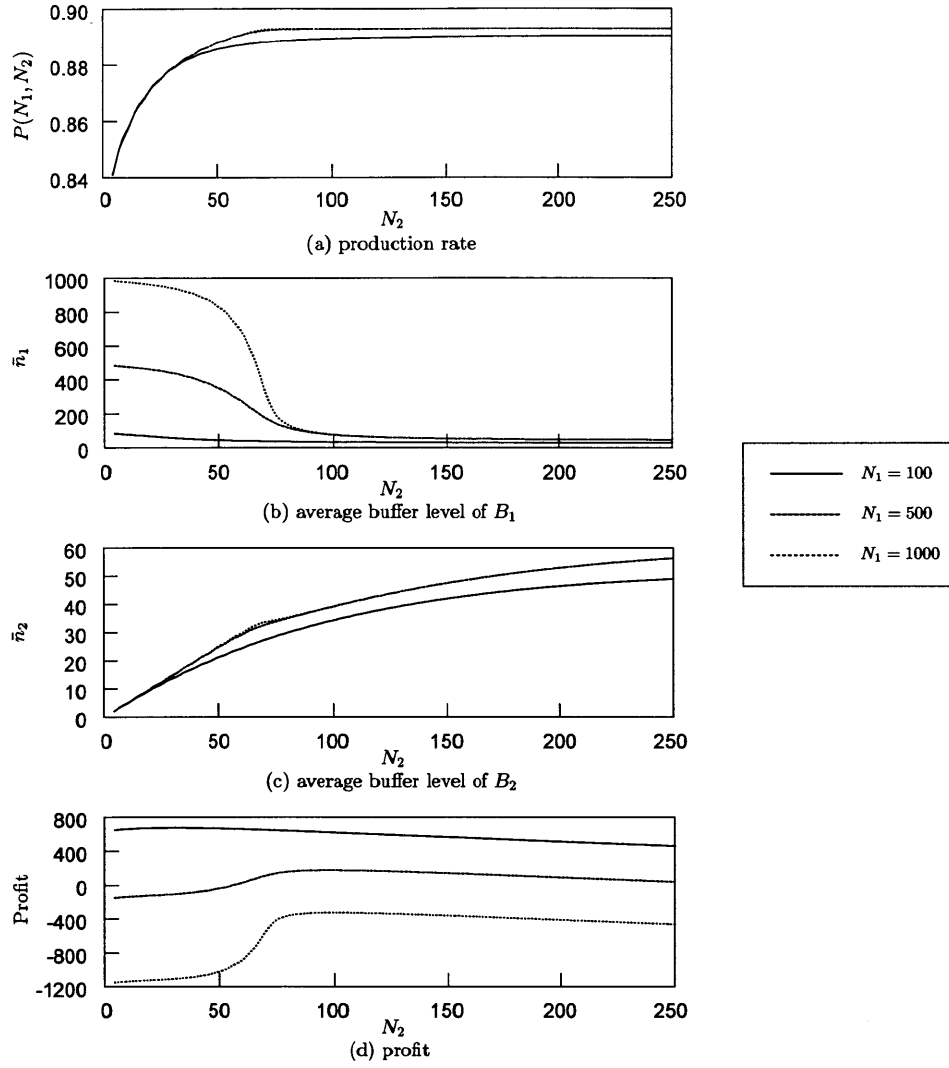 0.90
0.88
0.86
0.84
P(N₁, N₂)
0 50 100 150 200 250
N₂
(a) production rate
1000
800
600
400
200
0
n̄₁
0 50 100 150 200 250
N₂
(b) average buffer level of B₁
N₁ = 100
N₁ = 500
N₁ = 1000
60
50
40
30
20
10
0
n̄₂
0 50 100 150 200 250
N₂
(c) average buffer level of B₂
800
400
0
-400
-800
-1200
Profit
0 50 100 150 200 250
N₂
(d) profit